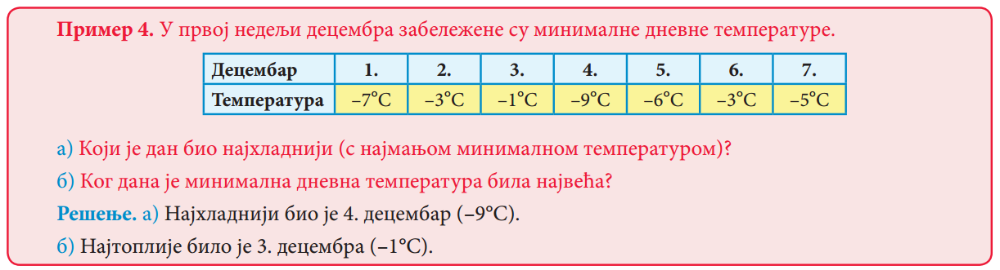 Пример 4. У првој недељи децембра забележене су минималне дневне температуре.
Децембар 1. 2. 3. 4. 5. 6. 7.
Температура –7°C –3°C –1°C –9°C –6°C –3°C –5°C
а) Који је дан био најхладнији (с најмањом минималном температуром)?
б) Ког дана је минимална дневна температура била највећа?
Решење. а) Најхладнији био је 4. децембар (–9°C).
б) Најтоплије било је 3. децембра (–1°C).